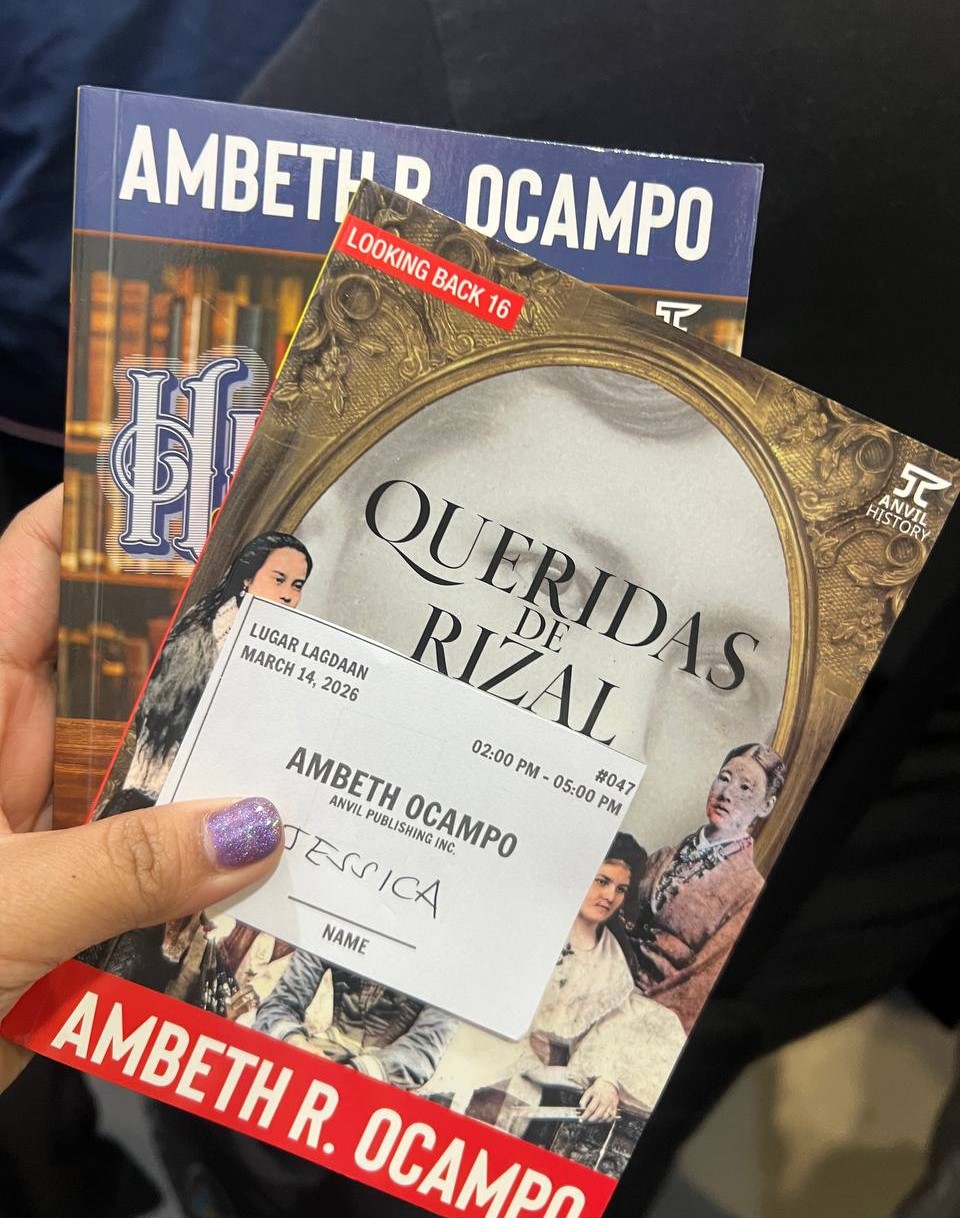 AMBETH R. OCAMPO
LOOKING BACK 16
ANVIL
HISTORY
QUERIDAS
DE
RIZAL
LUGAR LAGDAAN
MARCH 14, 2026
#047
02:00 PM - 05:00 PM
AMBETH OCAMPO
ANVIL PUBLISHING INC.
JESSICA
NAME
AMBETH R. OCAMPO